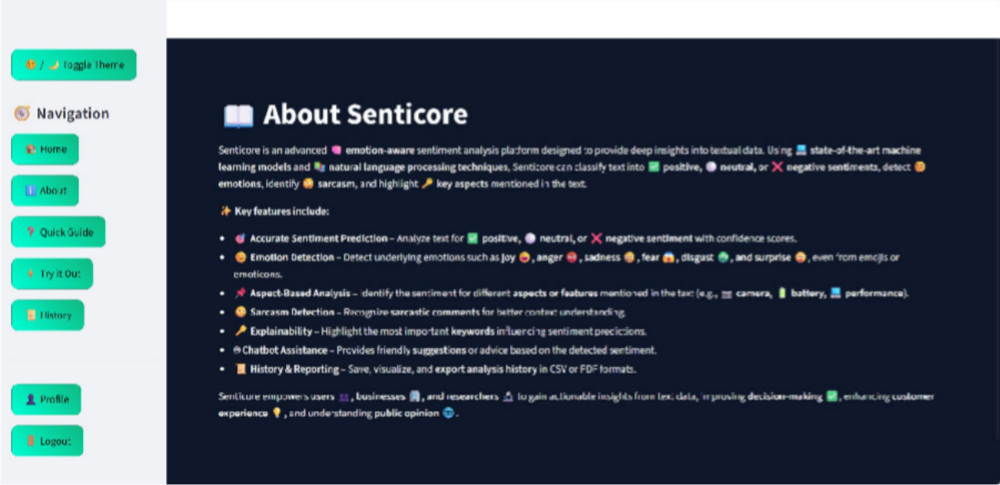 / Toggle Theme
Navigation
Home
About
Quick Guide
Try it Out
History
Profile
Logout
About Senticore
Senticore is an advanced 🧠 emotion-aware sentiment analysis platform designed to provide deep insights into textual data. Using 💻 state-of-the-art machine
learning models and 📚 natural language processing techniques, Senticore can classify text into ✅ positive, ⚪ neutral, or ❌ negative sentiments, detect 😊
emotions, identify 😏 sarcasm, and highlight 🔑 key aspects mentioned in the text.
✨ Key features include:
• 🎯 Accurate Sentiment Prediction – Analyze text for ✅ positive, ⚪ neutral, or ❌ negative sentiment with confidence scores.
• 😊 Emotion Detection – Detect underlying emotions such as joy 😄, anger 😡, sadness 😢, fear 😱, disgust 🤢, and surprise 😲, even from emojis or
emoticons.
• 📌 Aspect-Based Analysis – Identify the sentiment for different aspects or features mentioned in the text (e.g., 📷 camera, 🔋 battery, 💻 performance).
• 😏 Sarcasm Detection – Recognize sarcastic comments for better context understanding.
• 🔑 Explainability – Highlight the most important keywords influencing sentiment predictions.
• 🤖 Chatbot Assistance – Provides friendly suggestions or advice based on the detected sentiment.
• 📜 History & Reporting – Save, visualize, and export analysis history in CSV or PDF formats.
Senticore empowers users 👥, businesses 🏢, and researchers 🔬 to gain actionable insights from text data, improving decision-making ✅, enhancing customer
experience 💡, and understanding public opinion 🌐.